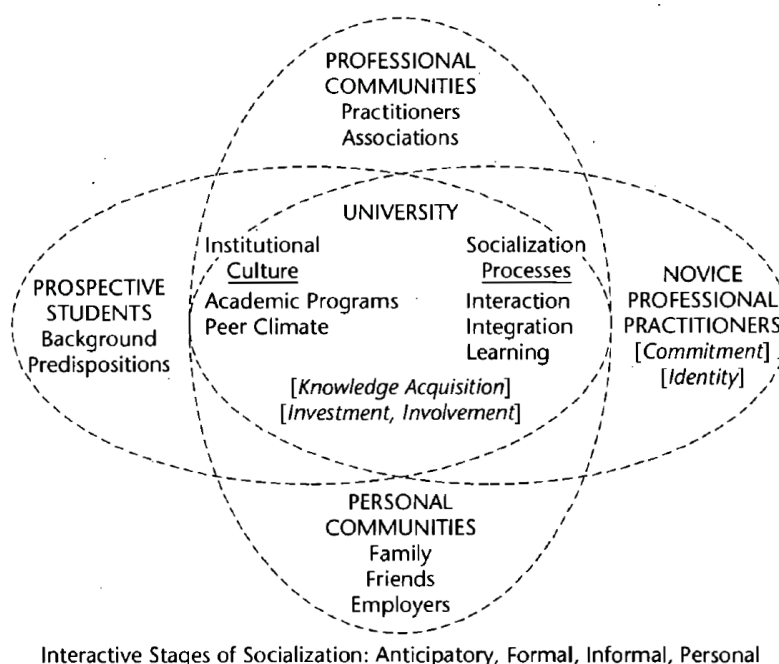 PROFESSIONAL
COMMUNITIES
Practitioners
Associations
UNIVERSITY
Institutional
Culture
Academic Programs
Peer Climate
Socialization
Processes
Interaction
Integration
Learning
PROSPECTIVE
STUDENTS
Background
Predispositions
NOVICE
PROFESSIONAL
PRACTITIONERS
[Commitment]
[Identity]
[Knowledge Acquisition]
[Investment, Involvement]
PERSONAL
COMMUNITIES
Family
Friends
Employers
Interactive Stages of Socialization: Anticipatory, Formal, Informal, Personal